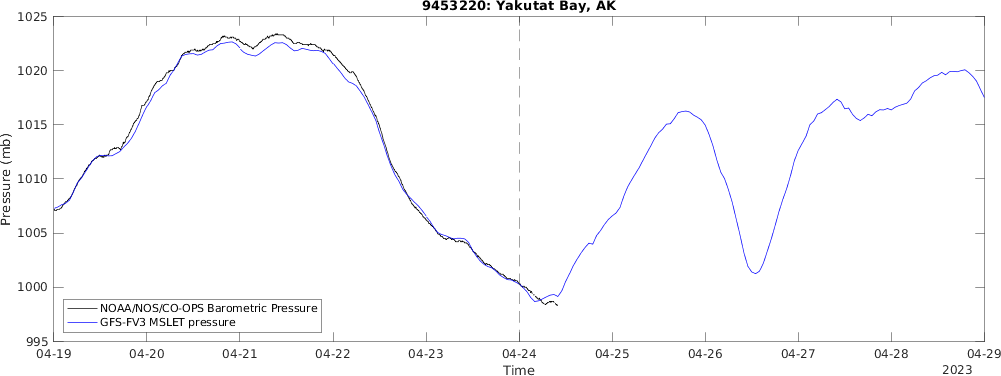 9453220: Yakutat Bay, AK
1025
1020
1015
1010
1005
1000
995
Pressure (mb)
NOAA/NOS/CO-OPS Barometric Pressure
GFS-FV3 MSLET pressure
04-19 04-20 04-21 04-22 04-23 04-24 04-25 04-26 04-27 04-28 04-29
Time
2023